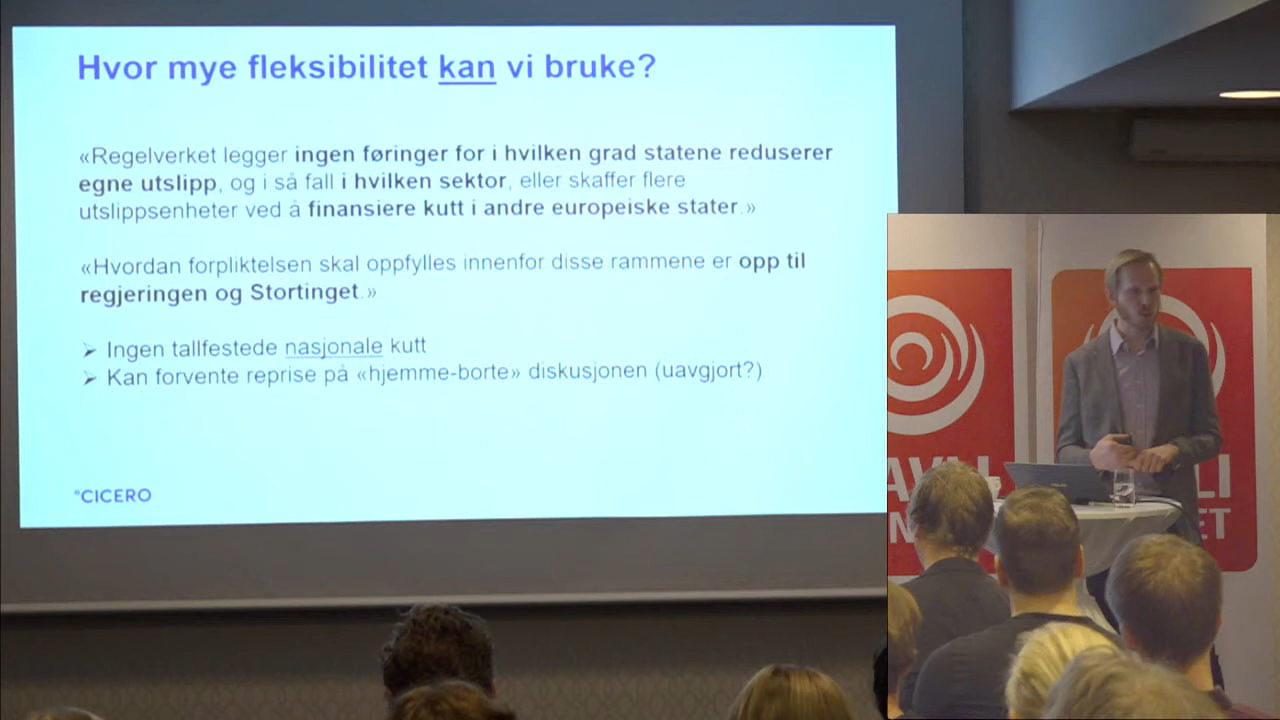 Hvor mye fleksibilitet kan vi bruke?
«Regelverket legger ingen føringer for i hvilken grad statene reduserer
egne utslipp, og i så fall i hvilken sektor, eller skaffer flere
utslippsenheter ved å finansiere kutt i andre europeiske stater.»
«Hvordan forpliktelsen skal oppfylles innenfor disse rammene er opp til
regjeringen og Stortinget.»
➢ Ingen tallfestede nasjonale kutt
➢ Kan forvente reprise på «hjemme-borte» diskusjonen (uavgjort?)
°CICERO